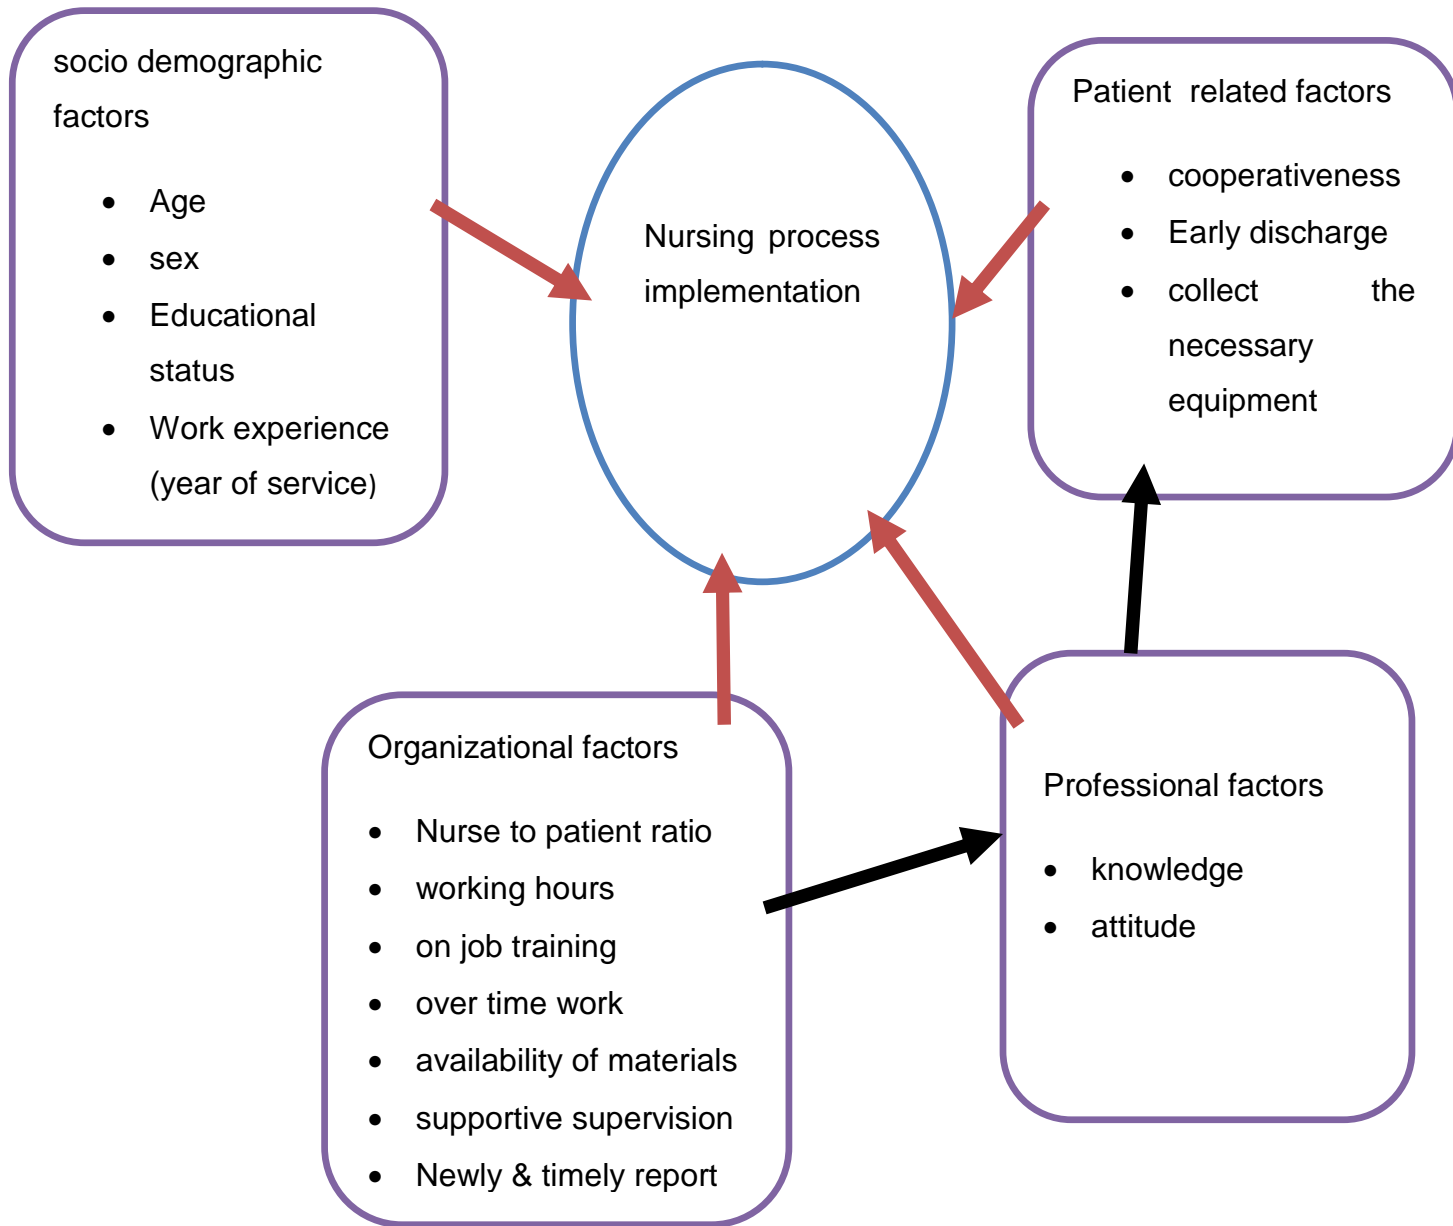 socio demographic
factors
• Age
• sex
• Educational
status
• Work experience
(year of service)
Nursing process
implementation
Patient related factors
• cooperativeness
• Early discharge
• collect the
necessary
equipment
Organizational factors
• Nurse to patient ratio
• working hours
• on job training
• over time work
• availability of materials
• supportive supervision
• Newly & timely report
Professional factors
• knowledge
• attitude